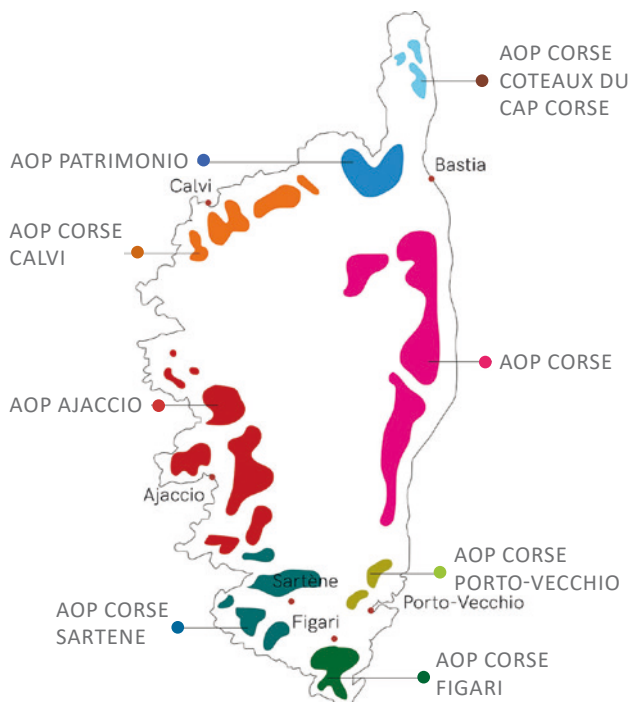 AOP CORSE
COTEAUX DU
CAP CORSE
AOP PATRIMONIO
Bastia
Calvi
AOP CORSE
CALVI
AOP CORSE
AOP AJACCIO
Ajaccio
AOP CORSE
PORTO-VECCHIO
Sartène
Porto-Vecchio
AOP CORSE
SARTENE
Figari
AOP CORSE
FIGARI